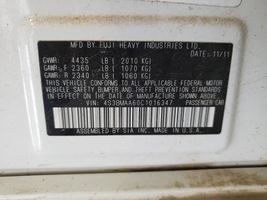 MFD BY FUJI HEAVY INDUSTRIES LTD.
DATE:11/11
GVWR: 4435 LB ( 2010 KG)
GAWR: F 2360 LB ( 1070 KG)
GAWR: R 2340 LB ( 1060 KG)
THIS VEHICLE CONFORMS TO ALL APPLICABLE FEDERAL
MOTOR VEHICLE SAFETY, BUMPER, AND THEFT
PREVENTION STANDARDS IN EFFECT ON THE DATE OF
MANUFACTURE SHOWN ABOVE.
VIN: 4S3BMAA60C1016347 PASSENGER CAR
ASSEMBLED BY SIA INC. MADE IN U.S.A.